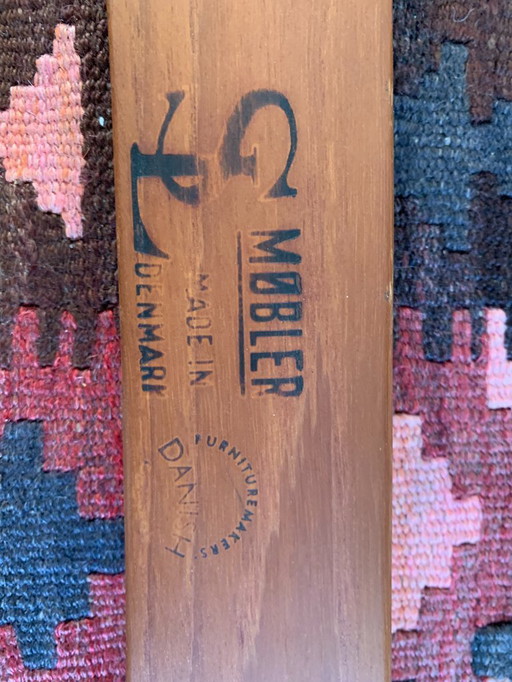 MØBLER
MADE IN
DENMARK
FURNITUREMAKERS'
DANISH